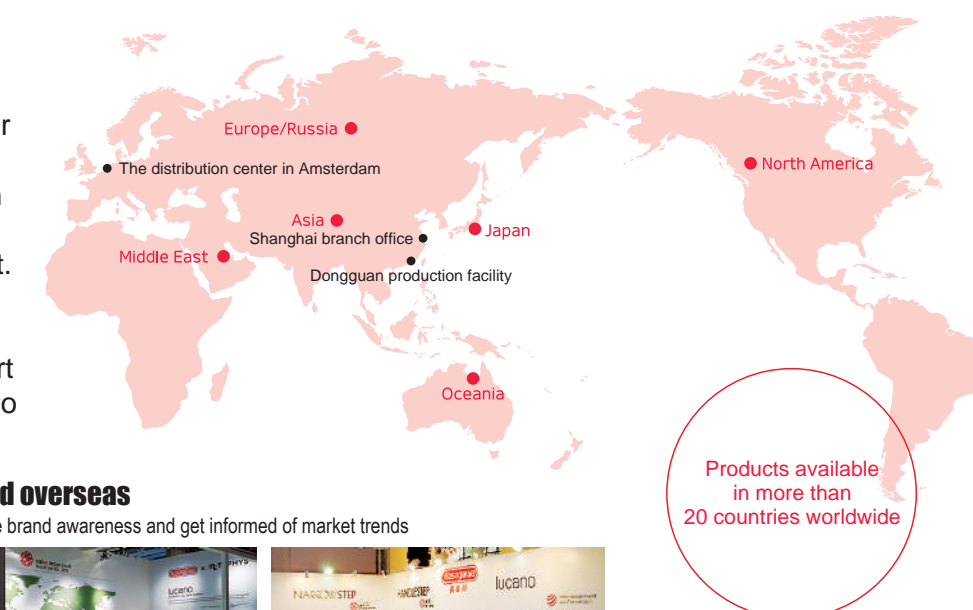 r
t.
rt
Europe/Russia
The distribution center in Amsterdam
North America
Asia
Japan
Shanghai branch office
Middle East
Dongguan production facility
Oceania
Products available
in more than
20 countries worldwide
d overseas
e brand awareness and get informed of market trends
lucano
NARROWSTEP
HANDLESTEP
lucano